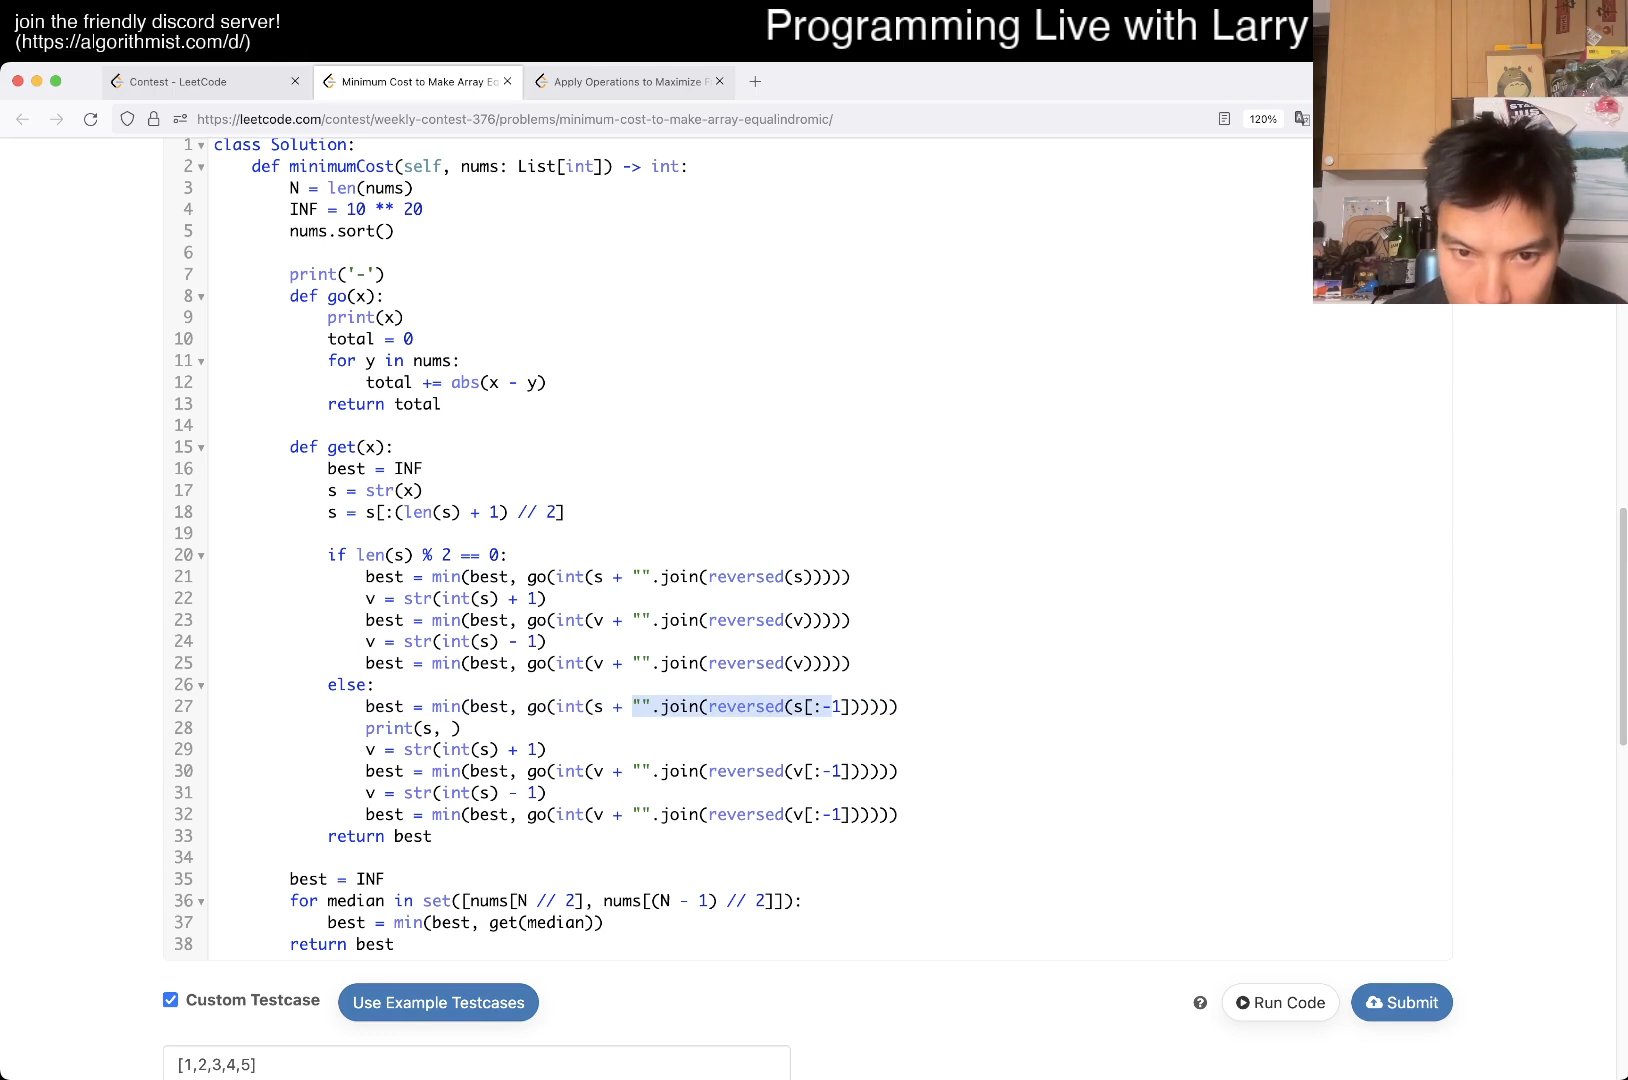 join the friendly discord server!
(https://algorithmist.com/d/)
Programming Live with Larry
Contest - LeetCode
Minimum Cost to Make Array Eq
Apply Operations to Maximize F
https://leetcode.com/contest/weekly-contest-376/problems/minimum-cost-to-make-array-equalindromic/
120%
1 class Solution:
2     def minimumCost(self, nums: List[int]) -> int:
3         N = len(nums)
4         INF = 10 ** 20
5         nums.sort()
6
7         print('-')
8         def go(x):
9             print(x)
10             total = 0
11             for y in nums:
12                 total += abs(x - y)
13             return total
14
15         def get(x):
16             best = INF
17             s = str(x)
18             s = s[:(len(s) + 1) // 2]
19
20             if len(s) % 2 == 0:
21                 best = min(best, go(int(s + "".join(reversed(s)))))
22                 v = str(int(s) + 1)
23                 best = min(best, go(int(v + "".join(reversed(v)))))
24                 v = str(int(s) - 1)
25                 best = min(best, go(int(v + "".join(reversed(v)))))
26             else:
27                 best = min(best, go(int(s + "".join(reversed(s[:-1])))))
28                 print(s, )
29                 v = str(int(s) + 1)
30                 best = min(best, go(int(v + "".join(reversed(v[:-1])))))
31                 v = str(int(s) - 1)
32                 best = min(best, go(int(v + "".join(reversed(v[:-1])))))
33             return best
34
35         best = INF
36         for median in set([nums[N // 2], nums[(N - 1) // 2]]):
37             best = min(best, get(median))
38         return best
Custom Testcase
Use Example Testcases
Run Code
Submit
[1,2,3,4,5]